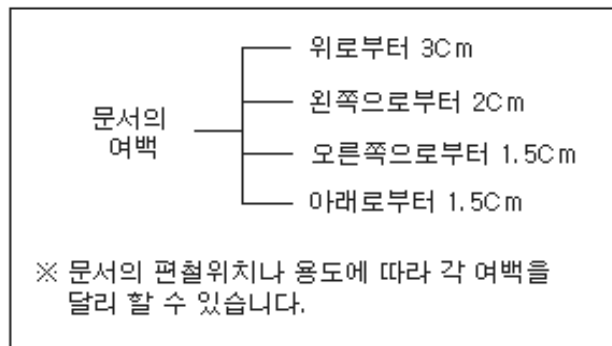 위로부터 3Cm
왼쪽으로부터 2Cm
문서의
여백
오른쪽으로부터 1.5Cm
아래로부터 1.5Cm
※ 문서의 편철위치나 용도에 따라 각 여백을
달리 할 수 있습니다.